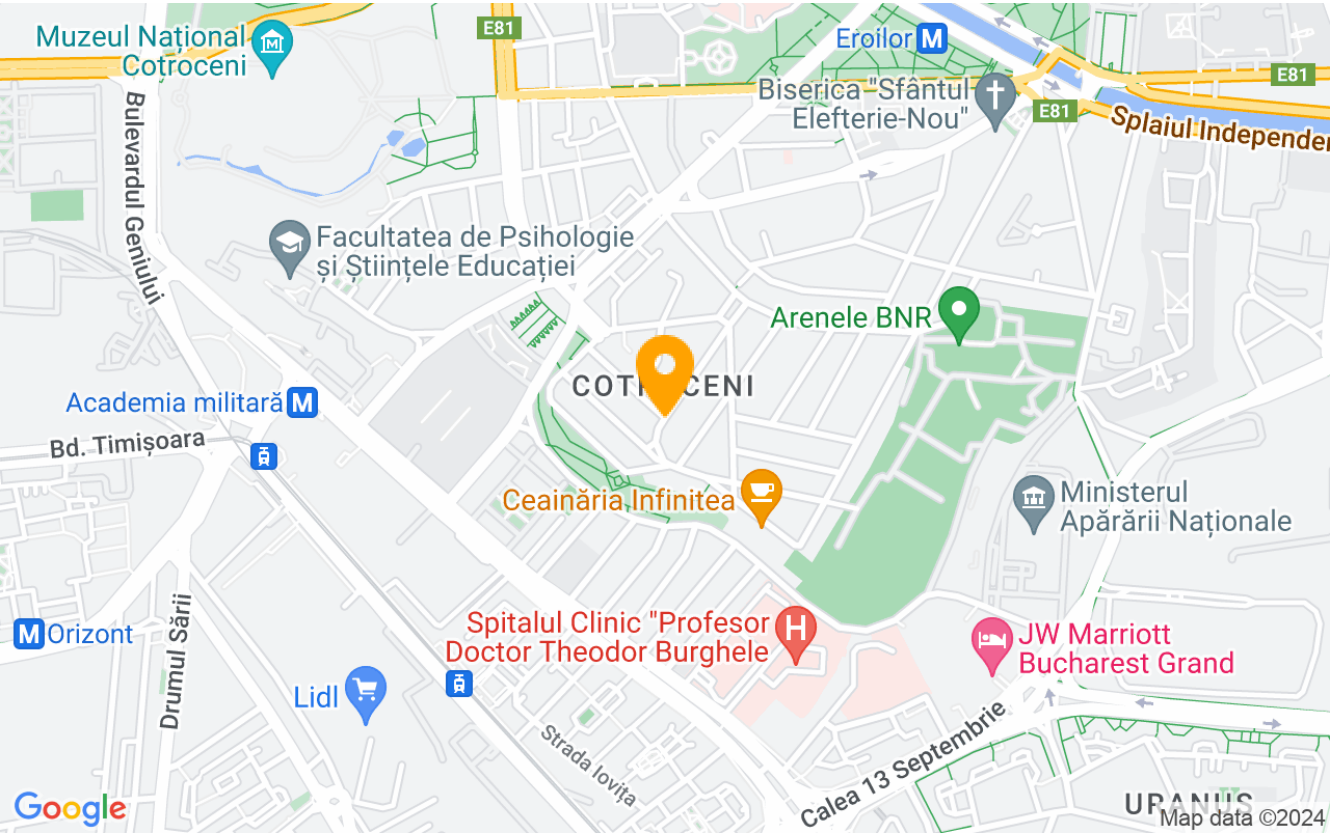 E81
Muzeul Național
Cotroceni
Eroilor M
E81
Biserica "Sfântul
Elefterie-Nou"
E81
Splaiul Independen
Bulevardul Geniului
Facultatea de Psihologie
și Științele Educației
Arenele BNR
COTROCENI
Academia militară M
Bd. Timișoara
Ceainăria Infinitea
Ministerul
Apărării Naționale
Spitalul Clinic "Profesor
Doctor Theodor Burghele
H
M Orizont
JW Marriott
Bucharest Grand
Drumul Sării
Lidl
Strada Iovița
Calea 13 Septembrie
URANUS
Google
Map data ©2024